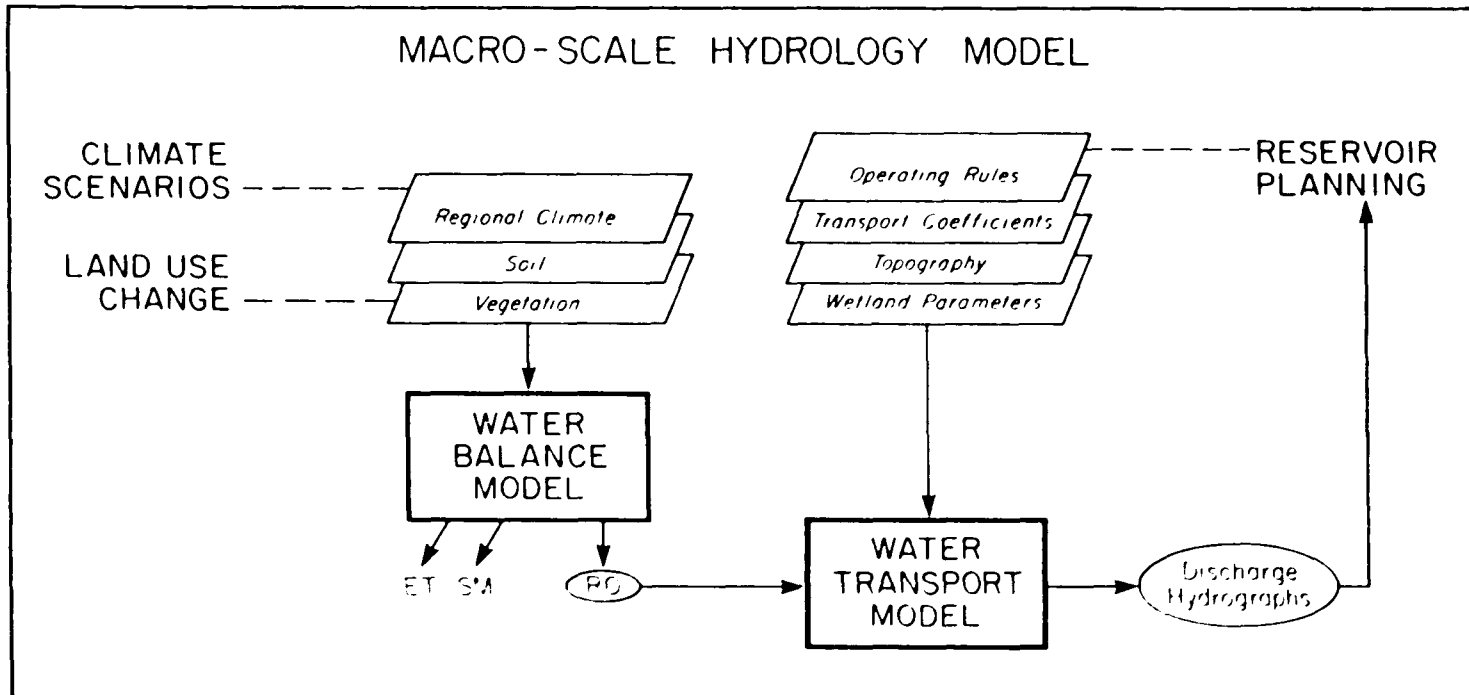 MACRO-SCALE HYDROLOGY MODEL
CLIMATE
SCENARIOS
Regional Climate
Soil
LAND USE
CHANGE
Vegetation
Operating Rules
Transport Coefficients
Topography
Wetland Parameters
RESERVOIR
PLANNING
WATER
BALANCE
MODEL
ET SM
RO
WATER
TRANSPORT
MODEL
Discharge
Hydrographs